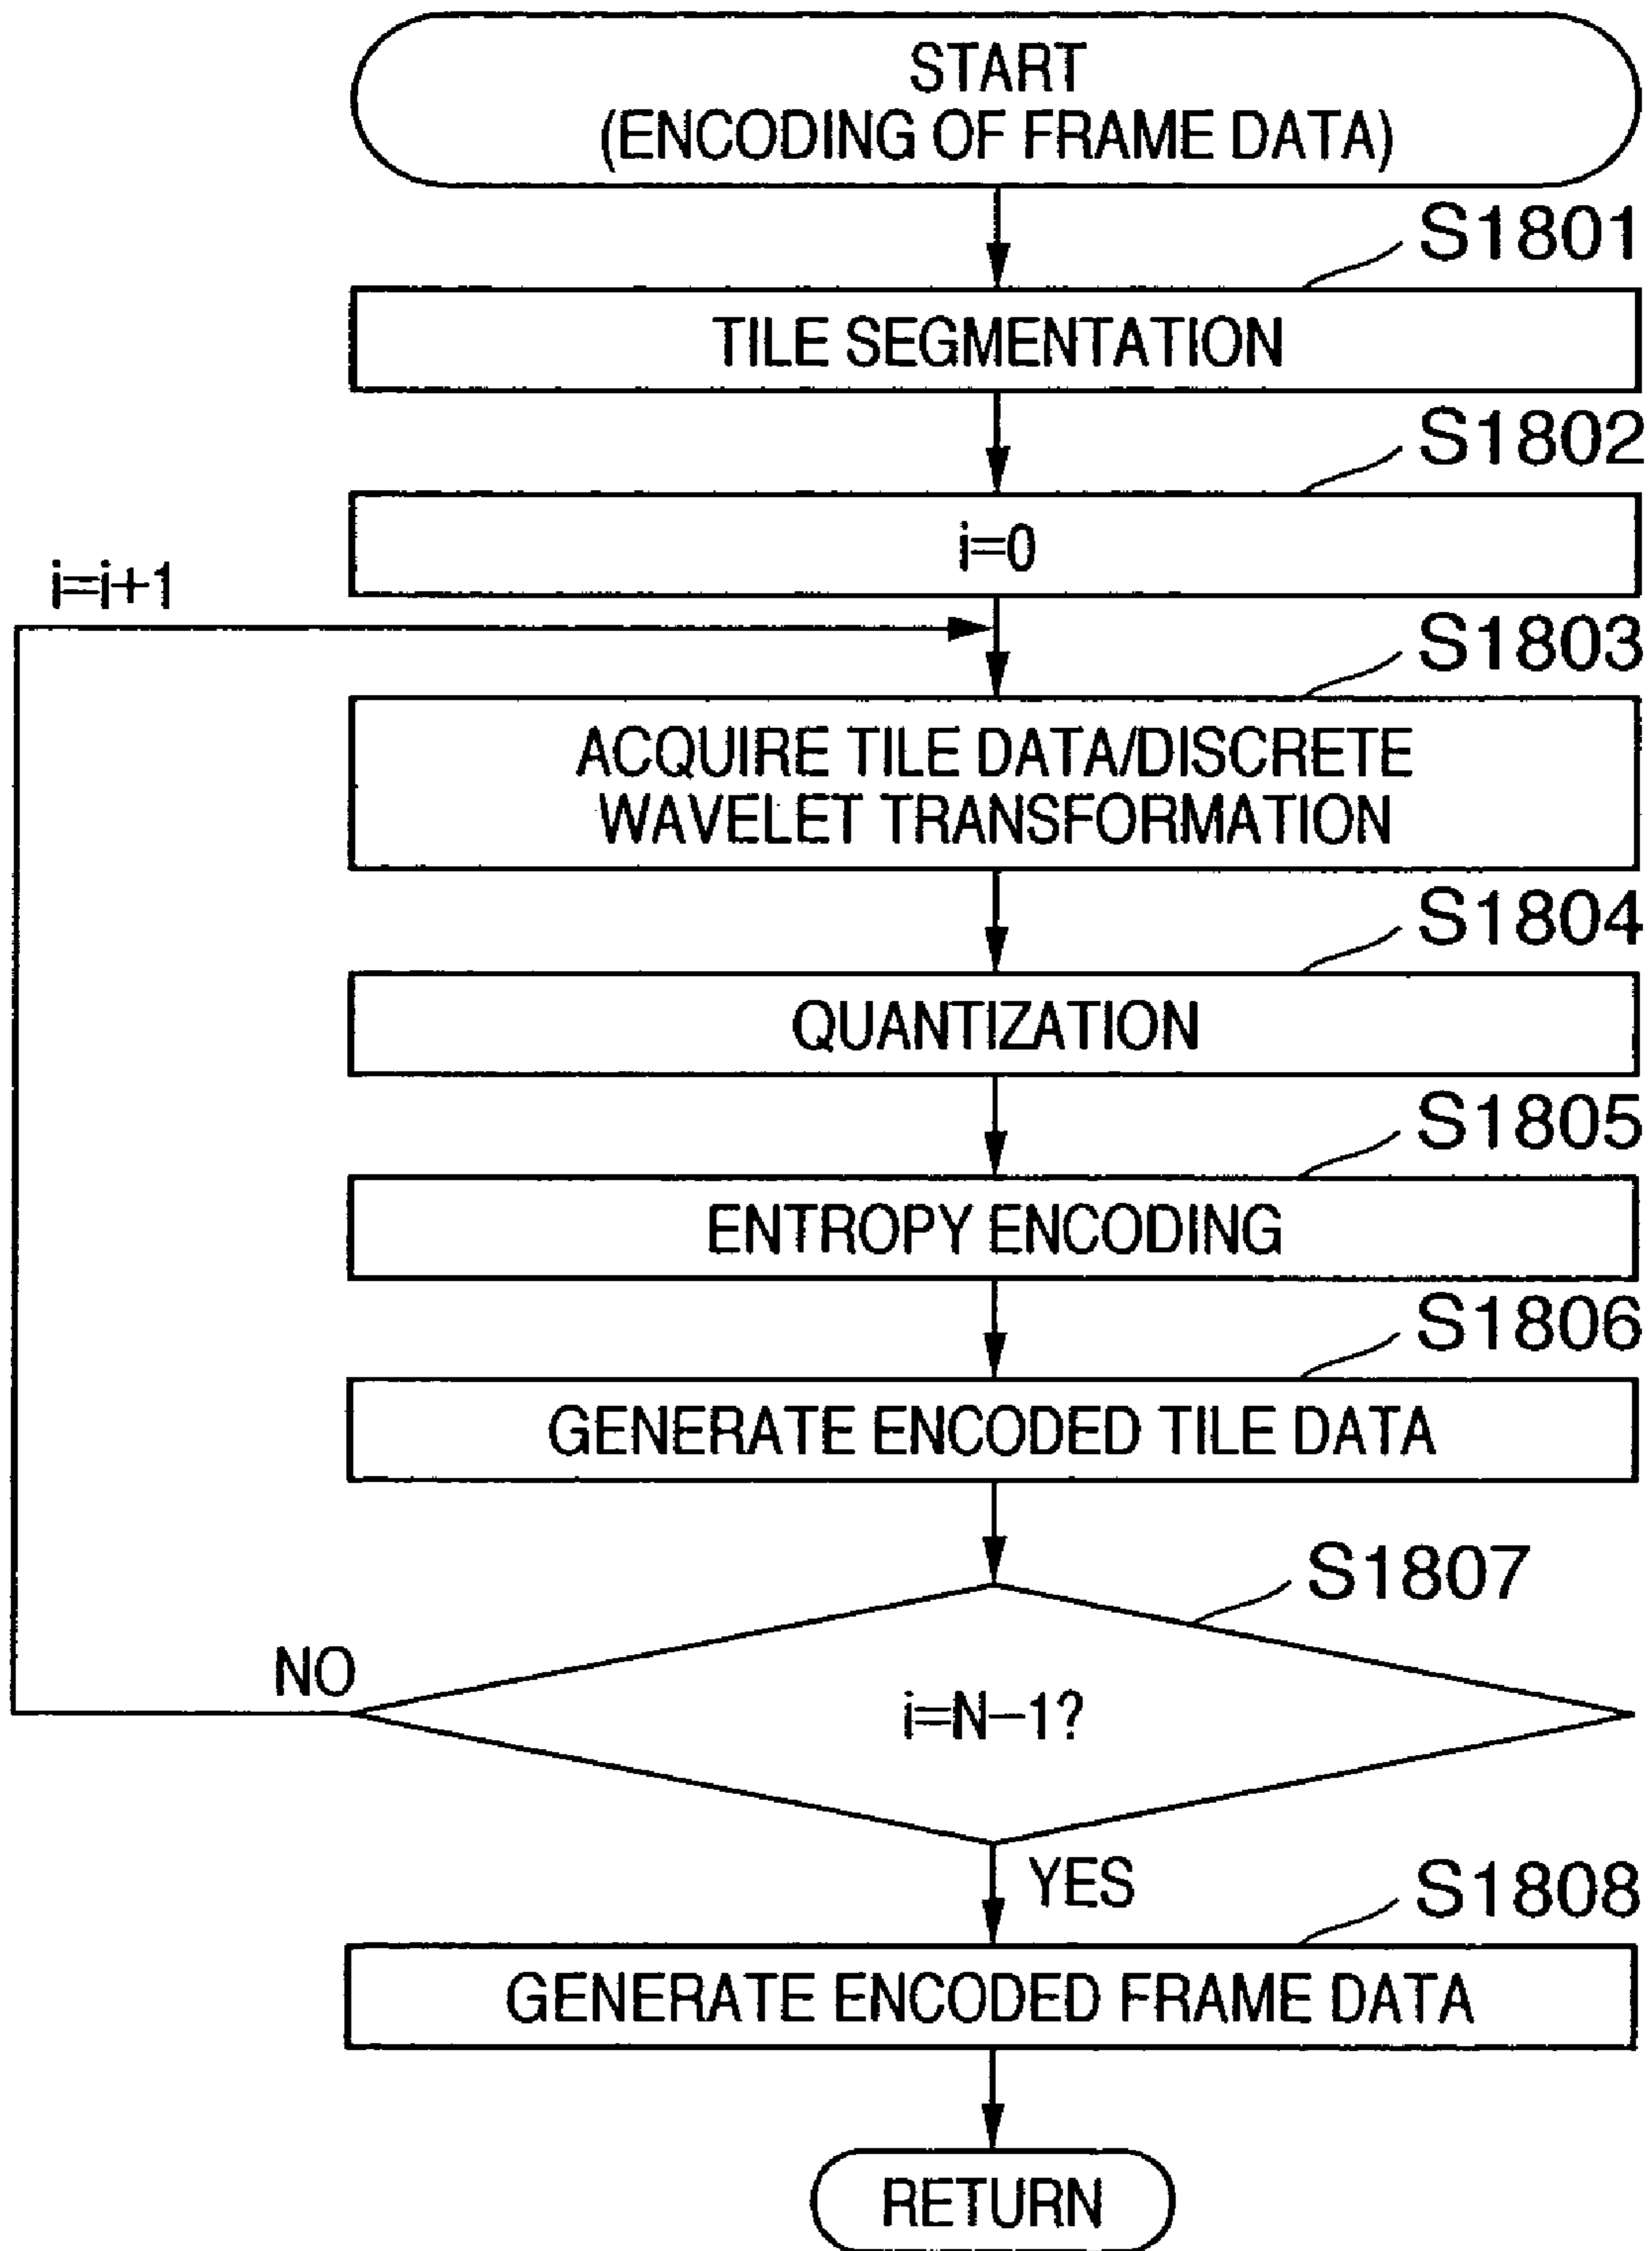 START
(ENCODING OF FRAME DATA)
S1801
TILE SEGMENTATION
S1802
i=0
i=i+1
S1803
ACQUIRE TILE DATA/DISCRETE
WAVELET TRANSFORMATION
S1804
QUANTIZATION
S1805
ENTROPY ENCODING
S1806
GENERATE ENCODED TILE DATA
S1807
NO
i=N−1?
YES
S1808
GENERATE ENCODED FRAME DATA
RETURN